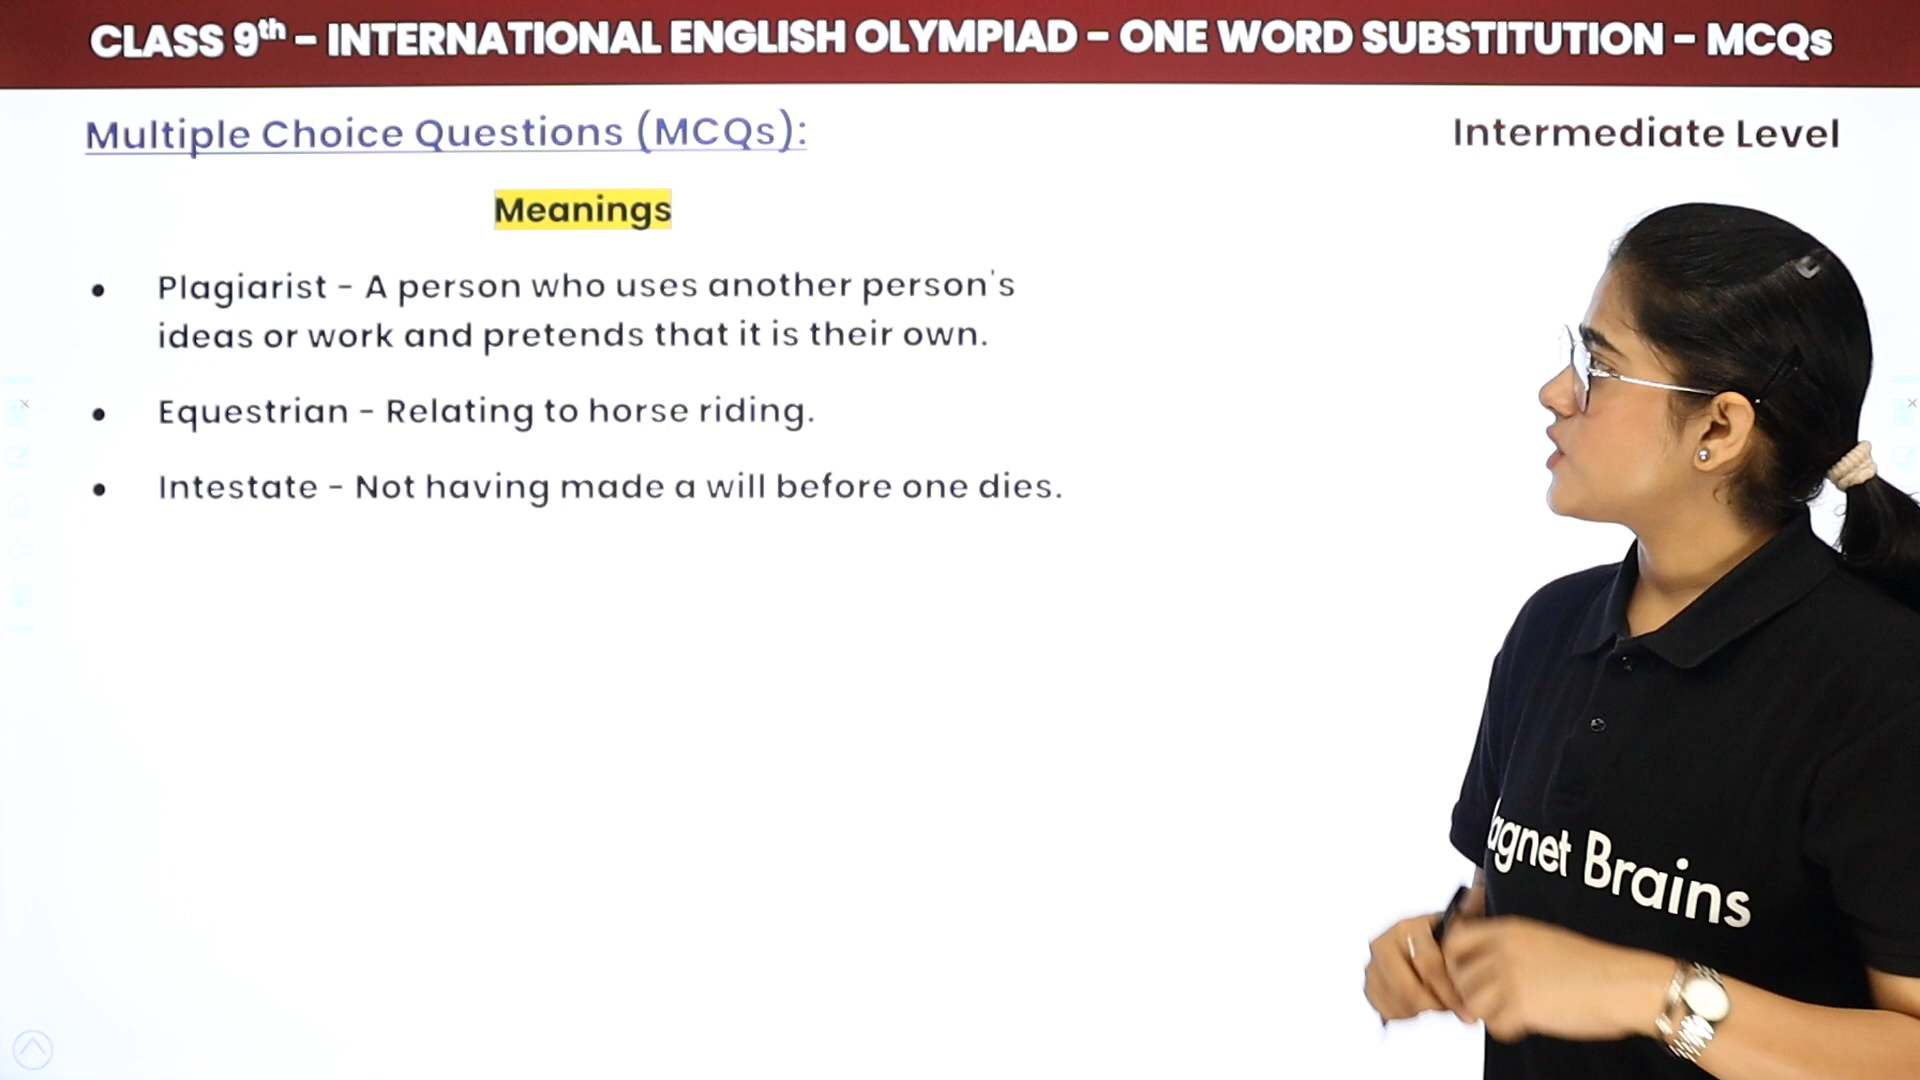 CLASS 9th – INTERNATIONAL ENGLISH OLYMPIAD – ONE WORD SUBSTITUTION – MCQs
Multiple Choice Questions (MCQs):
Intermediate Level
Meanings
• Plagiarist - A person who uses another person's
ideas or work and pretends that it is their own.
• Equestrian - Relating to horse riding.
• Intestate - Not having made a will before one dies.
agnet Brains